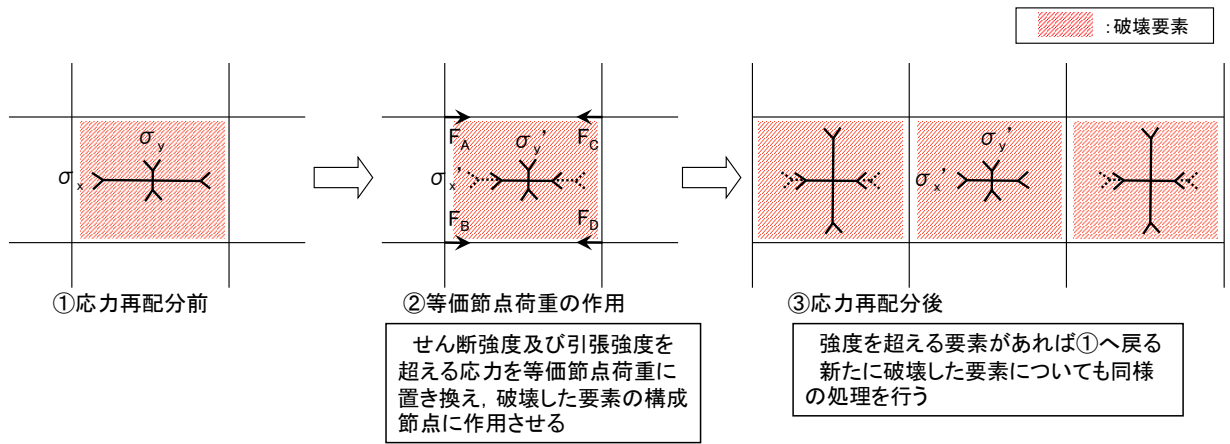 ：破壊要素
σy
σx
FA
FC
σy'
σx'
FB
FD
σy'
σx'
①応力再配分前
②等価節点荷重の作用
③応力再配分後
せん断強度及び引張強度を
超える応力を等価節点荷重に
置き換え，破壊した要素の構成
節点に作用させる
強度を超える要素があれば①へ戻る
新たに破壊した要素についても同様
の処理を行う